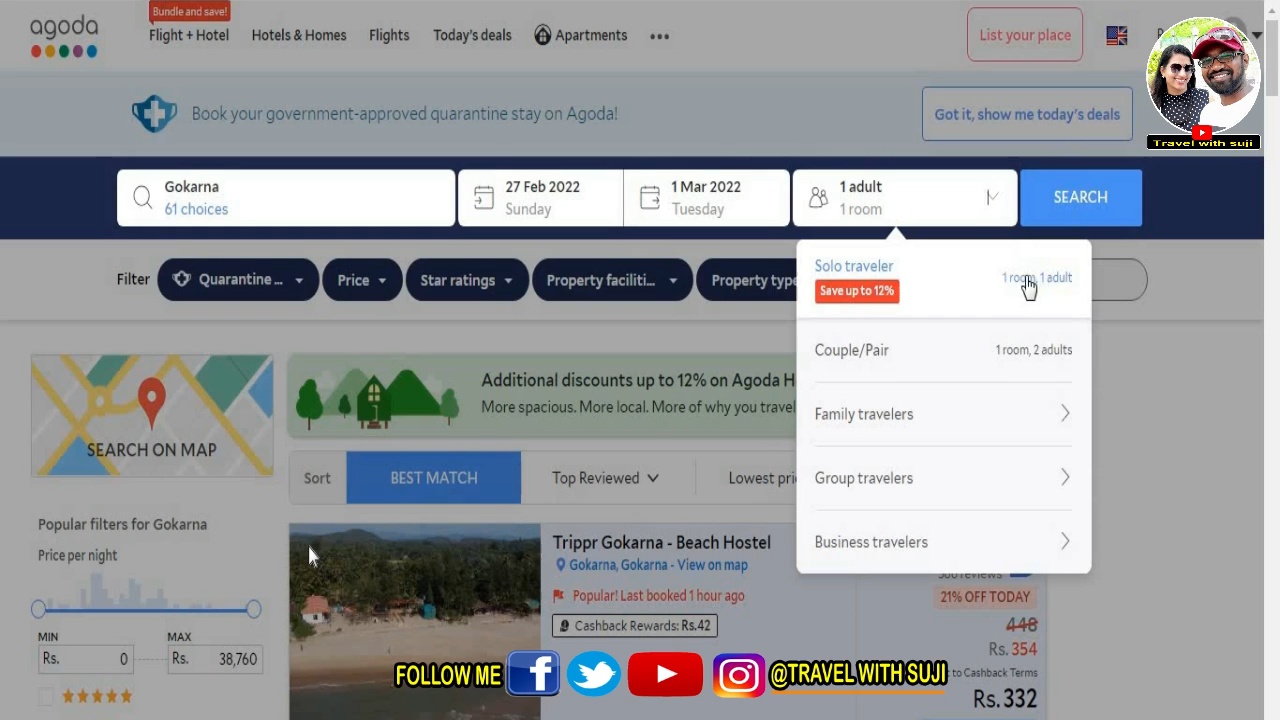 agoda
Bundle and save!
Flight + Hotel
Hotels & Homes
Flights
Today's deals
Apartments
List your place
Travel with suji
Book your government-approved quarantine stay on Agoda!
Got it, show me today's deals
Gokarna
61 choices
27 Feb 2022
Sunday
1 Mar 2022
Tuesday
1 adult
1 room
SEARCH
Filter
Quarantine ...
Price
Star ratings
Property faciliti...
Property type
Solo traveler
Save up to 12%
1 room, 1 adult
Couple/Pair
1 room, 2 adults
Family travelers
Group travelers
Business travelers
SEARCH ON MAP
Additional discounts up to 12% on Agoda H
More spacious. More local. More of why you travel
Sort
BEST MATCH
Top Reviewed
Lowest pri
Popular filters for Gokarna
Price per night
MIN
MAX
Rs. 0
Rs. 38,760
Trippr Gokarna - Beach Hostel
Gokarna, Gokarna - View on map
Popular! Last booked 1 hour ago
Cashback Rewards: Rs.42
reviews
21% OFF TODAY
448
Rs. 354
to Cashback Terms
Rs. 332
FOLLOW ME
@TRAVEL WITH SUJI